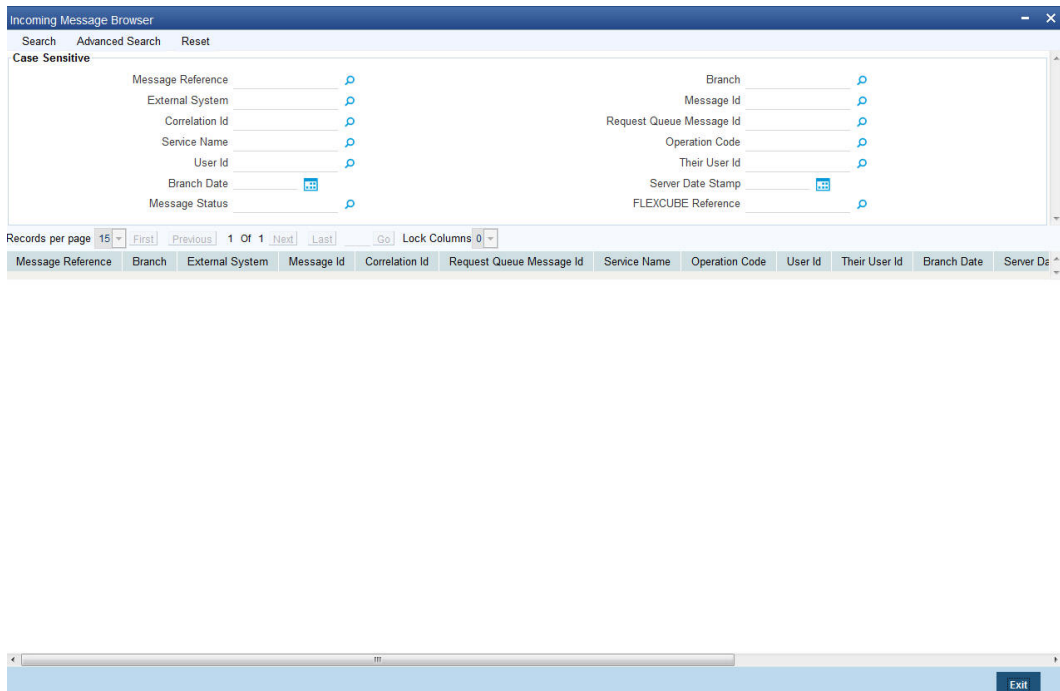 Incoming Message Browser
Search Advanced Search Reset
Case Sensitive
Message Reference Branch
External System Message Id
Correlation Id Request Queue Message Id
Service Name Operation Code
User Id Their User Id
Branch Date Server Date Stamp
Message Status FLEXCUBE Reference
Records per page 15 First Previous 1 Of 1 Next Last Go Lock Columns 0
Message Reference Branch External System Message Id Correlation Id Request Queue Message Id Service Name Operation Code User Id Their User Id Branch Date Server Da
Exit